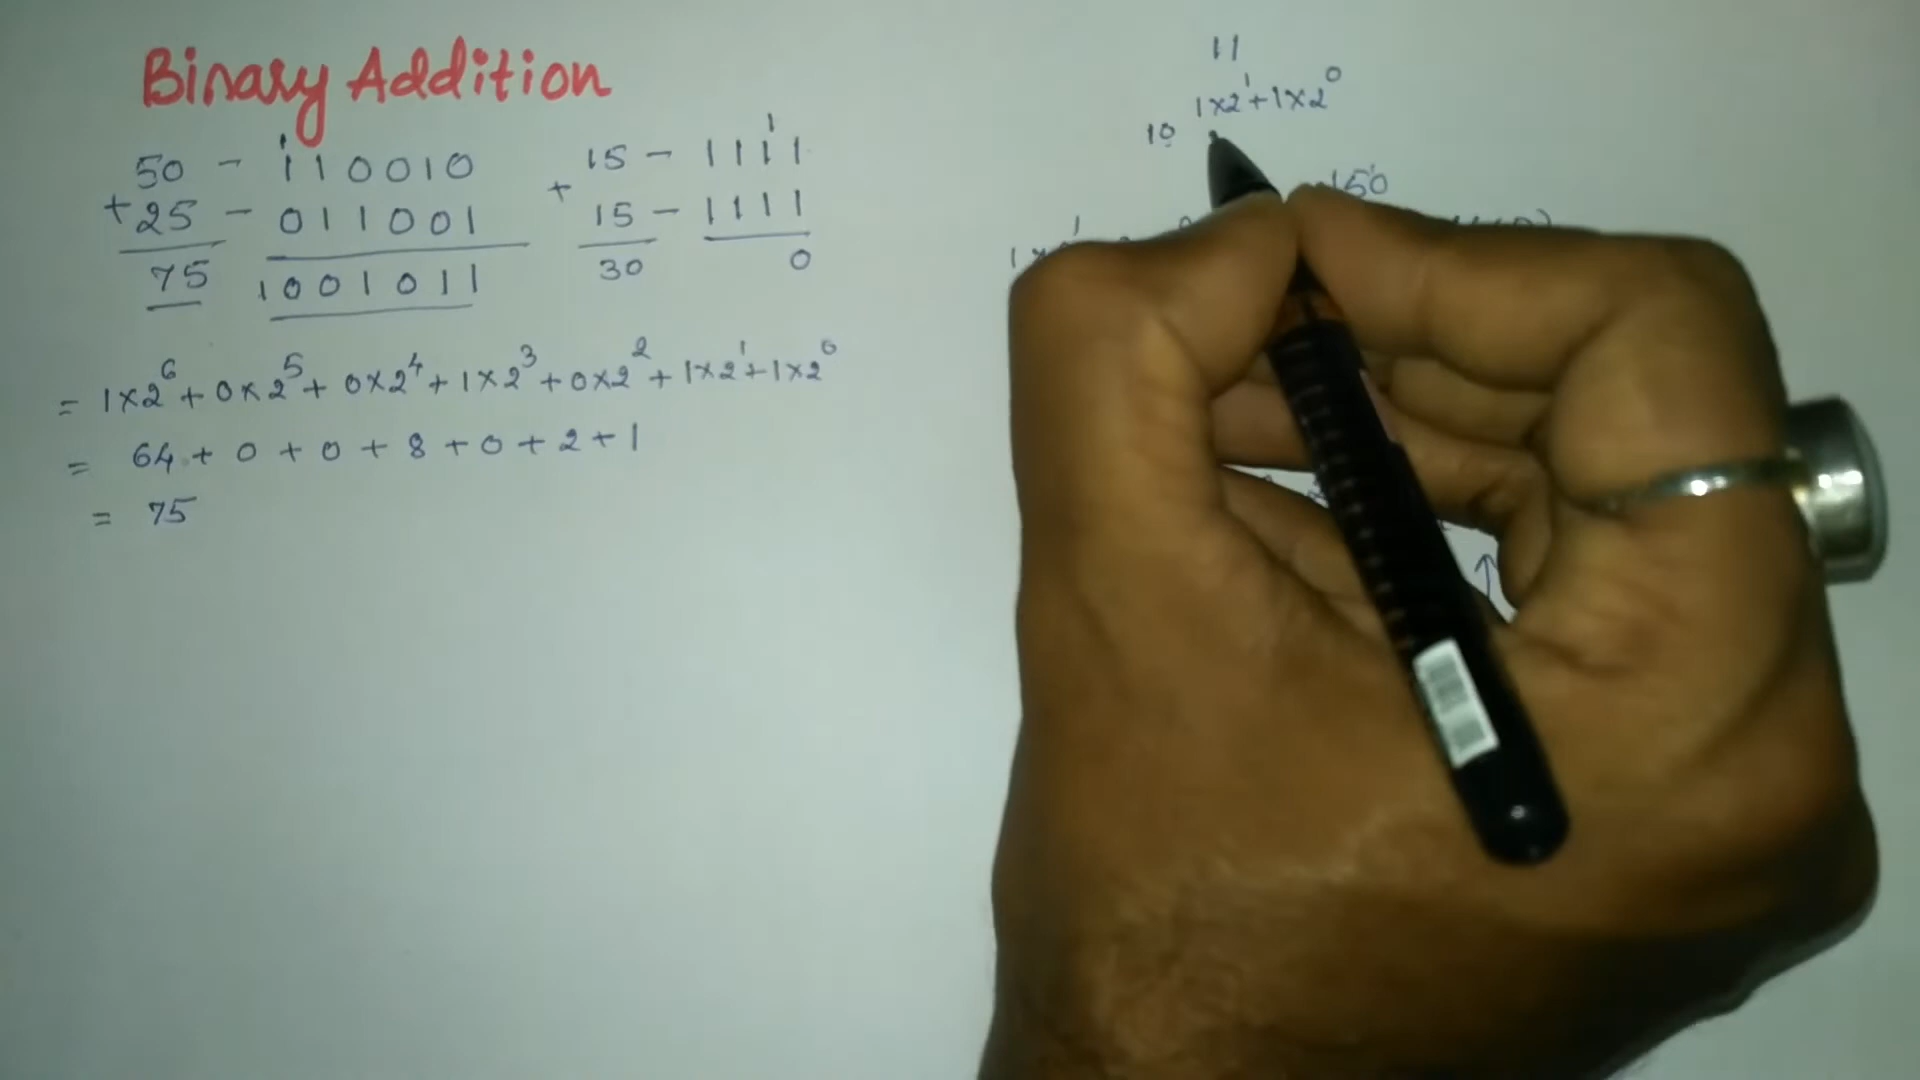 Binary Addition
1
50 - 110010
+ 25 - 011001
75 1001011
1
15 - 1111
+ 15 - 1111
30 0
= 1×2⁶ + 0×2⁵ + 0×2⁴ + 1×2³ + 0×2² + 1×2¹ + 1×2⁰
= 64 + 0 + 0 + 8 + 0 + 2 + 1
= 75
11
1×2¹+1×2⁰
10